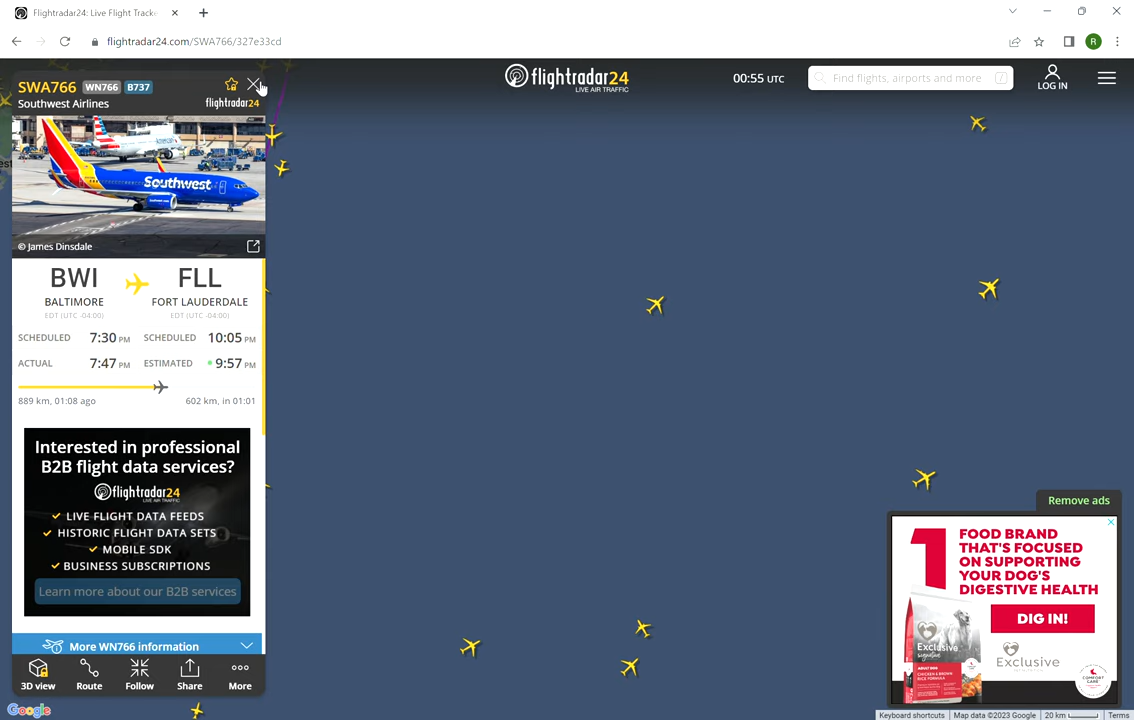 Flightradar24: Live Flight Tracke
flightradar24.com/SWA766/327e33cd
R
SWA766 WN766 B737
Southwest Airlines
flightradar24
Southwest
© James Dinsdale
BWI FLL
BALTIMORE FORT LAUDERDALE
EDT (UTC -04:00) EDT (UTC -04:00)
SCHEDULED 7:30 PM SCHEDULED 10:05 PM
ACTUAL 7:47 PM ESTIMATED 9:57 PM
889 km, 01:08 ago 602 km, in 01:01
Interested in professional
B2B flight data services?
flightradar24
LIVE AIR TRAFFIC
LIVE FLIGHT DATA FEEDS
HISTORIC FLIGHT DATA SETS
MOBILE SDK
BUSINESS SUBSCRIPTIONS
Learn more about our B2B services
More WN766 information
3D view Route Follow Share More
Google
flightradar24
LIVE AIR TRAFFIC
00:55 UTC
Find flights, airports and more /
LOG IN
Remove ads
1 FOOD BRAND
THAT'S FOCUSED
ON SUPPORTING
YOUR DOG'S
DIGESTIVE HEALTH
DIG IN!
Exclusive
signature
Exclusive
COMFORT
CARE
Keyboard shortcuts Map data ©2023 Google 20 km Terms